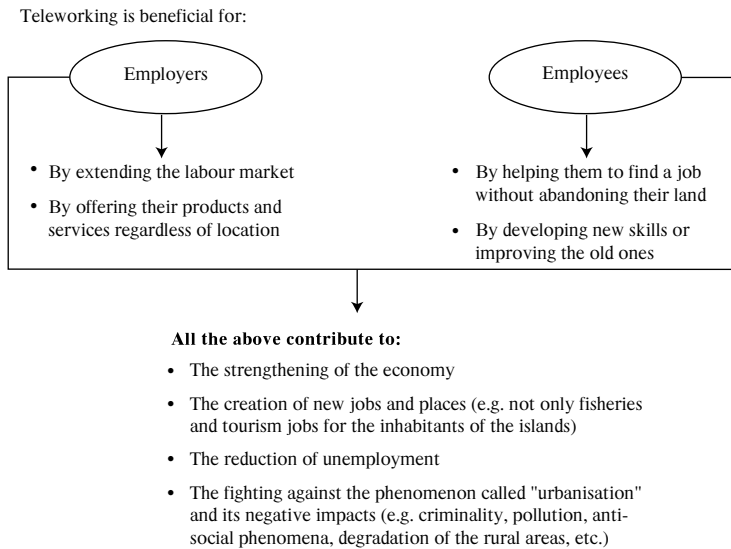 Teleworking is beneficial for:
Employers
• By extending the labour market
• By offering their products and
services regardless of location
Employees
• By helping them to find a job
without abandoning their land
• By developing new skills or
improving the old ones
All the above contribute to:
• The strengthening of the economy
• The creation of new jobs and places (e.g. not only fisheries
and tourism jobs for the inhabitants of the islands)
• The reduction of unemployment
• The fighting against the phenomenon called "urbanisation"
and its negative impacts (e.g. criminality, pollution, anti-
social phenomena, degradation of the rural areas, etc.)